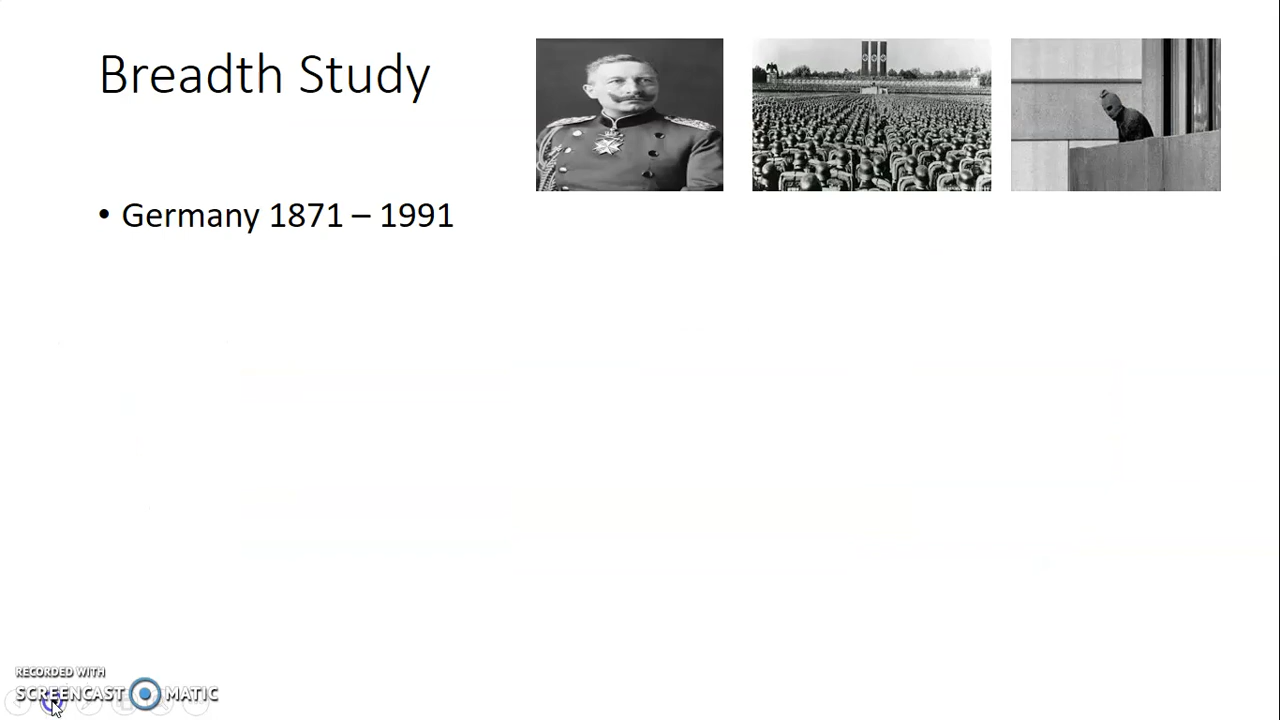 Breadth Study
• Germany 1871 – 1991
RECORDED WITH
SCREENCAST MATIC